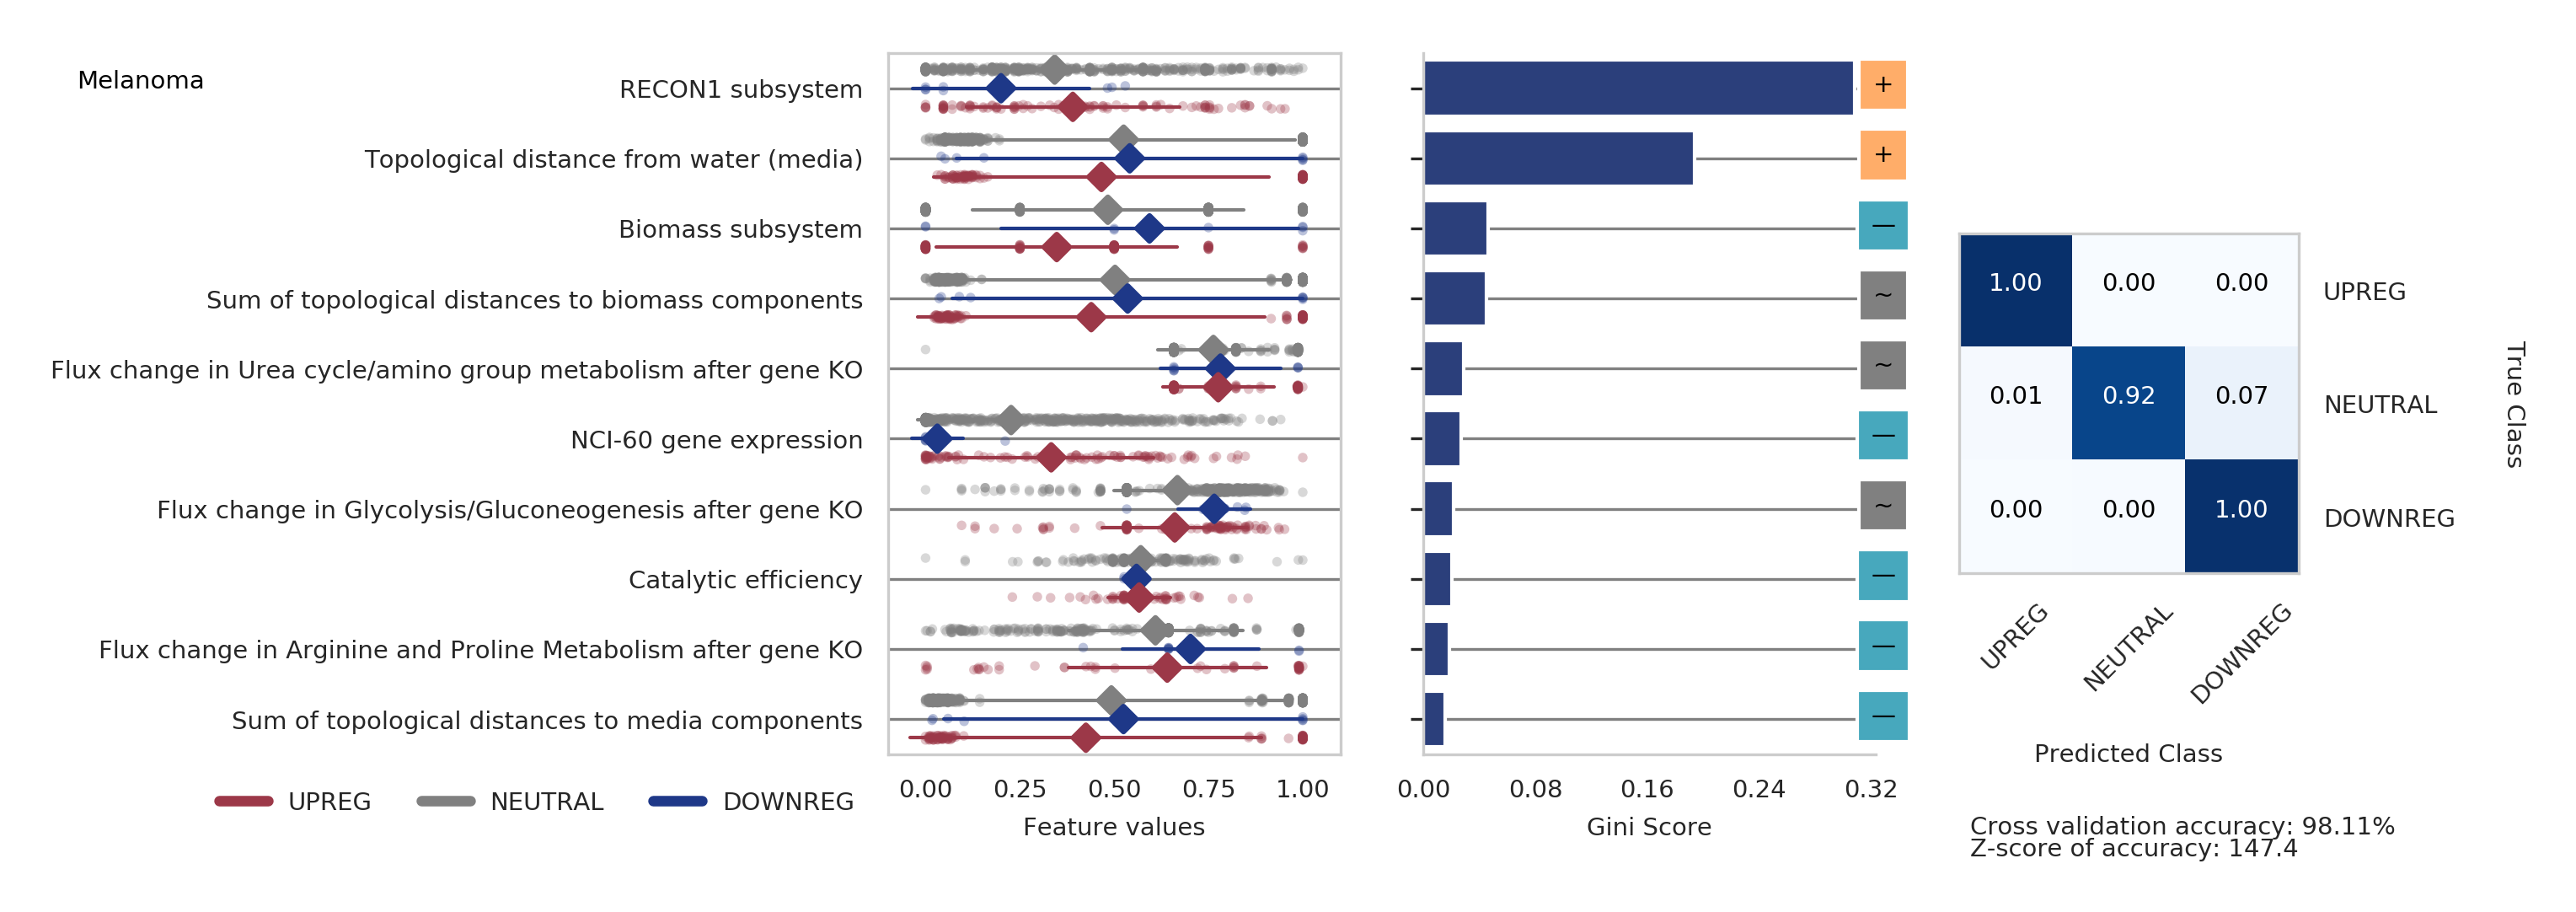 Melanoma
RECON1 subsystem
Topological distance from water (media)
Biomass subsystem
Sum of topological distances to biomass components
Flux change in Urea cycle/amino group metabolism after gene KO
NCI-60 gene expression
Flux change in Glycolysis/Gluconeogenesis after gene KO
Catalytic efficiency
Flux change in Arginine and Proline Metabolism after gene KO
Sum of topological distances to media components
UPREG NEUTRAL DOWNREG
0.00 0.25 0.50 0.75 1.00
Feature values
+
+
—
~
~
—
~
—
—
—
0.00 0.08 0.16 0.24 0.32
Gini Score
1.00 0.00 0.00 UPREG
0.01 0.92 0.07 NEUTRAL
0.00 0.00 1.00 DOWNREG
True Class
UPREG NEUTRAL DOWNREG
Predicted Class
Cross validation accuracy: 98.11%
Z-score of accuracy: 147.4